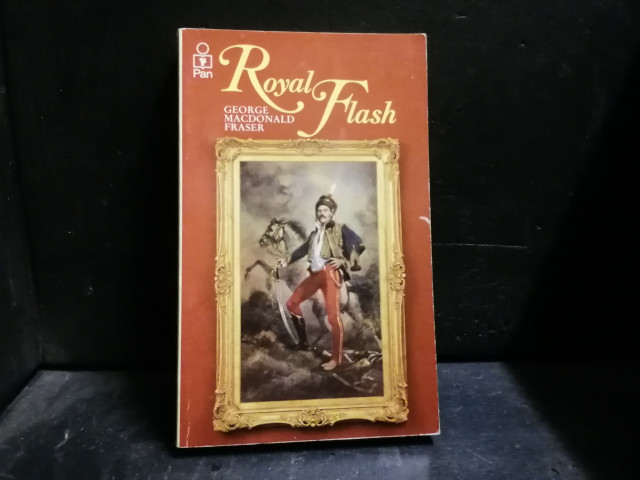 Pan
Royal
Flash
GEORGE
MACDONALD
FRASER